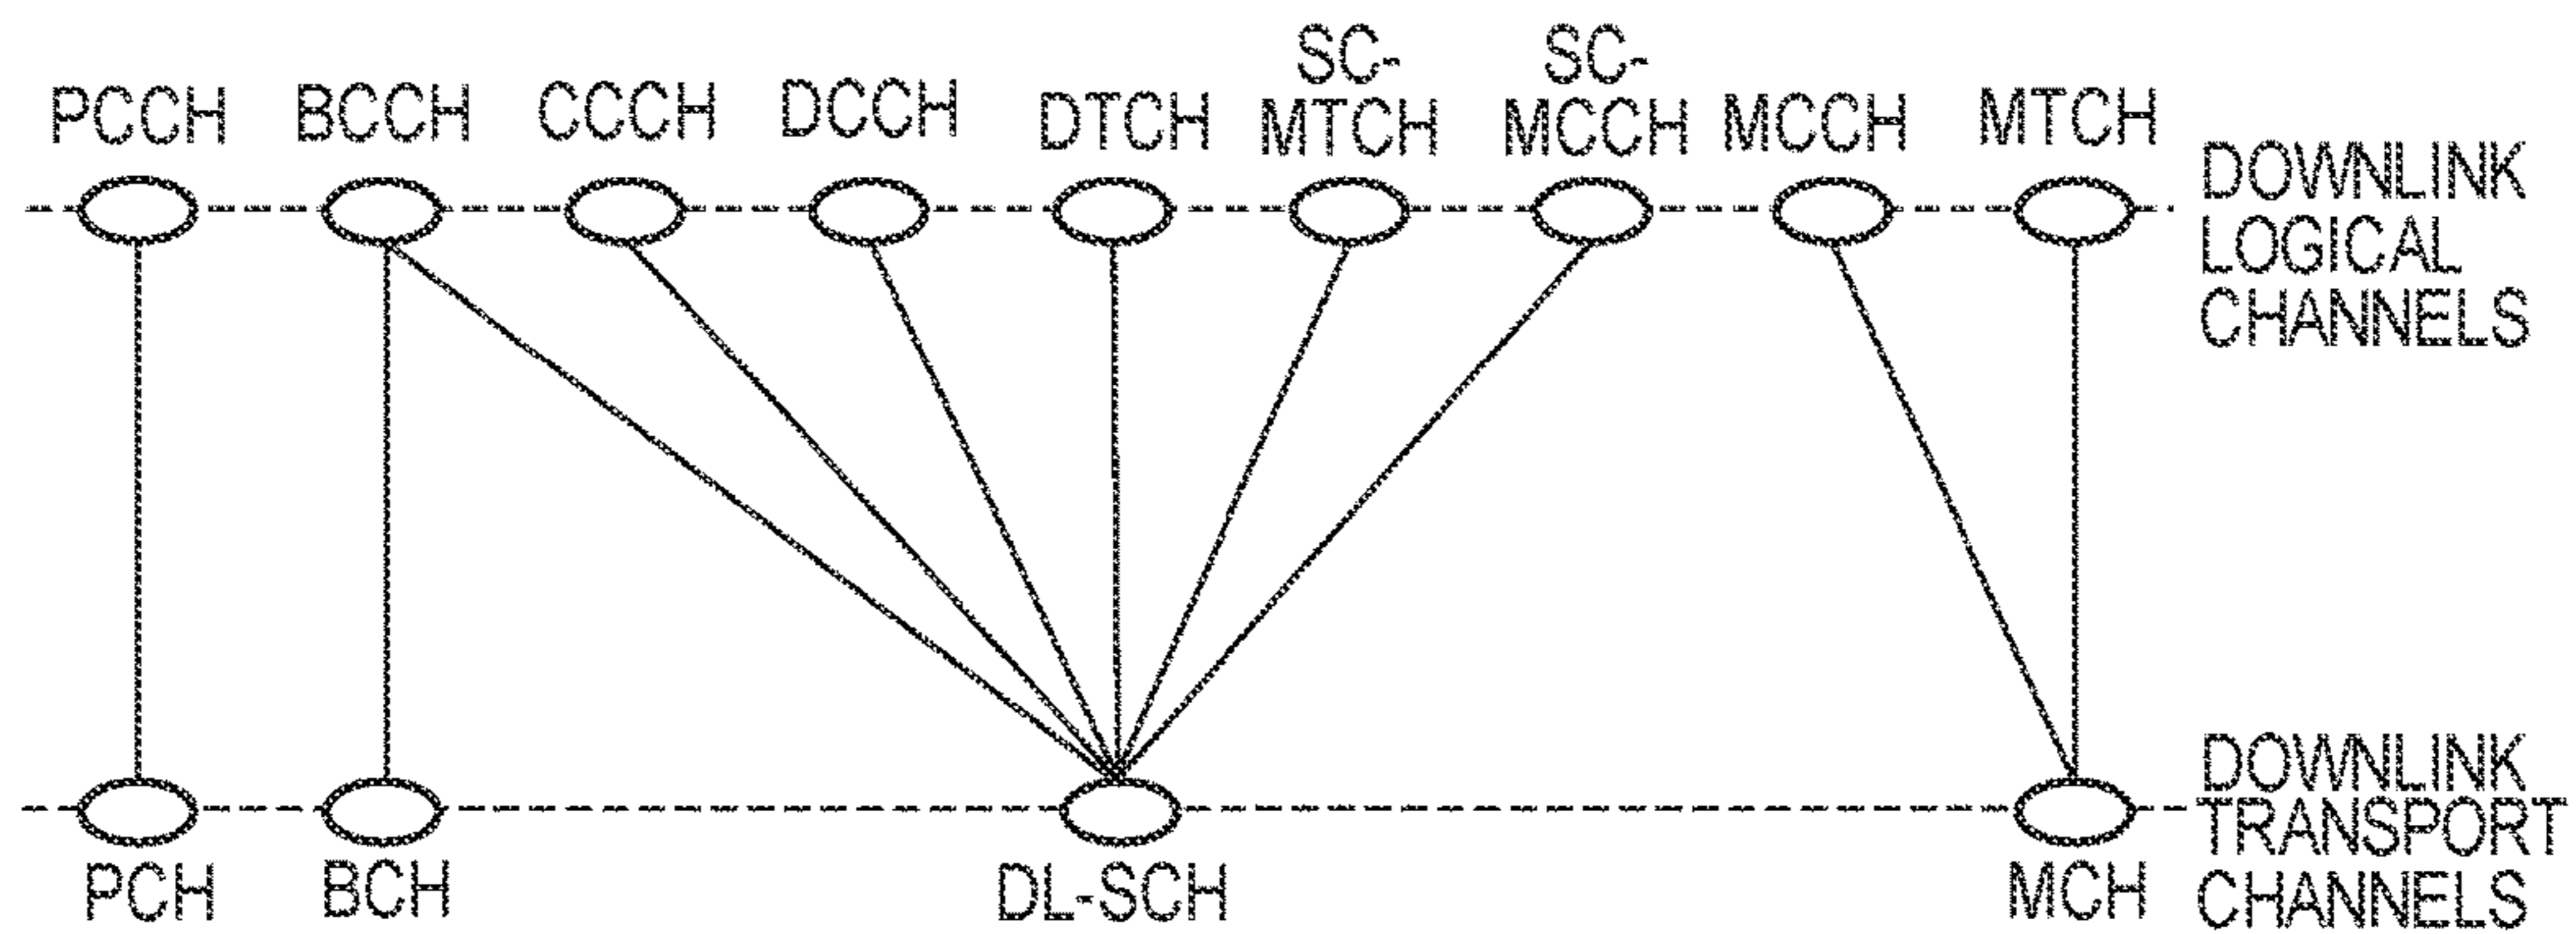 PCCH
BCCH
CCCH
DCCH
DTCH
SC-
MTCH
SC-
MCCH
MCCH
MTCH
DOWNLINK
LOGICAL
CHANNELS
PCH
BCH
DL-SCH
MCH
DOWNLINK
TRANSPORT
CHANNELS